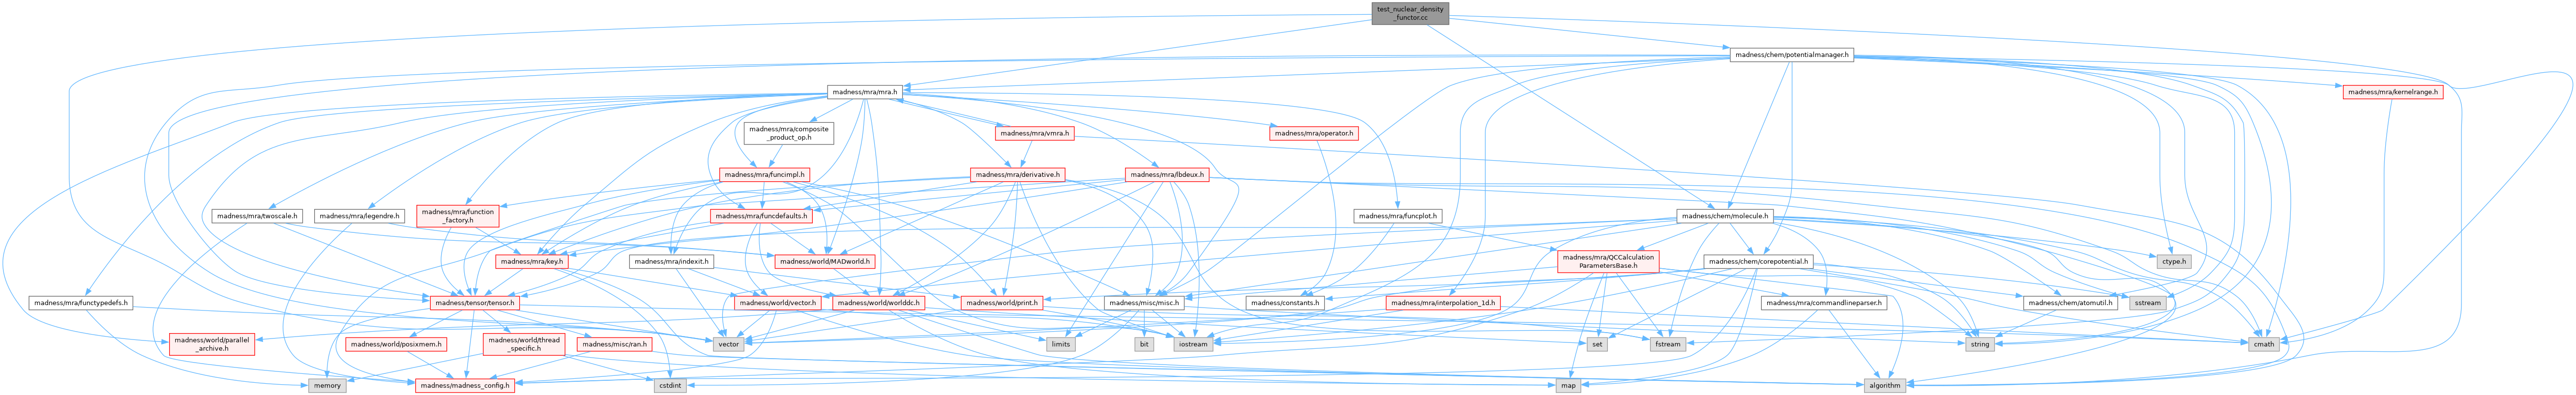 test_nuclear_density
_functor.cc
madness/chem/potentialmanager.h
madness/mra/mra.h
madness/mra/kernelrange.h
madness/mra/composite
_product_op.h
madness/mra/vmra.h
madness/mra/operator.h
madness/mra/funcimpl.h
madness/mra/derivative.h
madness/mra/lbdeux.h
madness/mra/twoscale.h
madness/mra/legendre.h
madness/mra/function
_factory.h
madness/mra/funcdefaults.h
madness/mra/funcplot.h
madness/chem/molecule.h
madness/mra/key.h
madness/mra/indexit.h
madness/world/MADworld.h
madness/mra/QCCalculation
ParametersBase.h
madness/chem/corepotential.h
ctype.h
madness/mra/functypedefs.h
madness/tensor/tensor.h
madness/world/vector.h
madness/world/worlddc.h
madness/world/print.h
madness/misc/misc.h
madness/constants.h
madness/mra/interpolation_1d.h
madness/mra/commandlineparser.h
madness/chem/atomutil.h
sstream
madness/world/parallel
_archive.h
madness/world/posixmem.h
madness/world/thread
_specific.h
madness/misc/ran.h
vector
limits
bit
iostream
set
fstream
string
cmath
memory
madness/madness_config.h
cstdint
map
algorithm